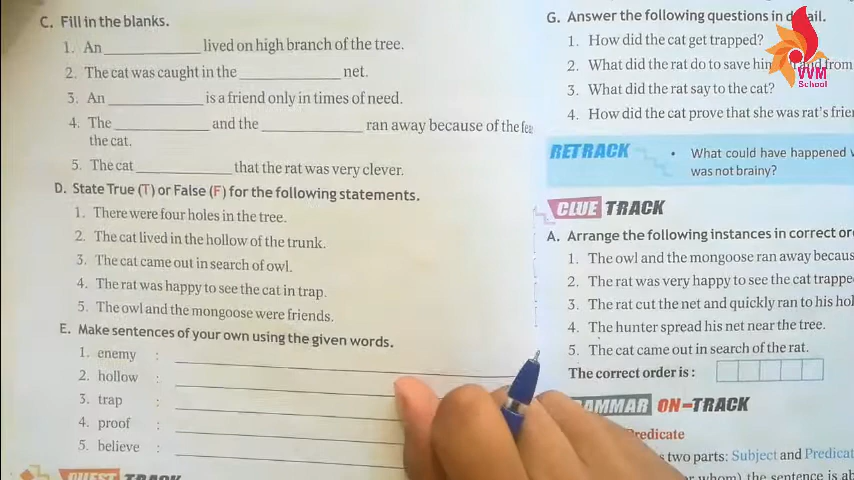 C. Fill in the blanks.
1. An ____________ lived on high branch of the tree.
2. The cat was caught in the ____________ net.
3. An ____________ is a friend only in times of need.
4. The ____________ and the ____________ ran away because of the
the cat.
5. The cat ____________ that the rat was very clever.
D. State True (T) or False (F) for the following statements.
1. There were four holes in the tree.
2. The cat lived in the hollow of the trunk.
3. The cat came out in search of owl.
4. The rat was happy to see the cat in trap.
5. The owl and the mongoose were friends.
E. Make sentences of your own using the given words.
1. enemy :
2. hollow :
3. trap :
4. proof :
5. believe :
QUEST TRACK
G. Answer the following questions in
1. How did the cat get trapped?
2. What did the rat do to save from
3. What did the rat say to the cat?
4. How did the cat prove that she was rat's
VVM
School
RETRACK
• What could have happened
was not brainy?
CLUE TRACK
A. Arrange the following instances in correct
1. The owl and the mongoose ran away
2. The rat was very happy to see the cat
3. The rat cut the net and quickly ran to his
4. The hunter spread his net near the tree.
5. The cat came out in search of the rat.
The correct order is :
ON-TRACK
Predicate
two parts: Subject and
whom) the sentence is